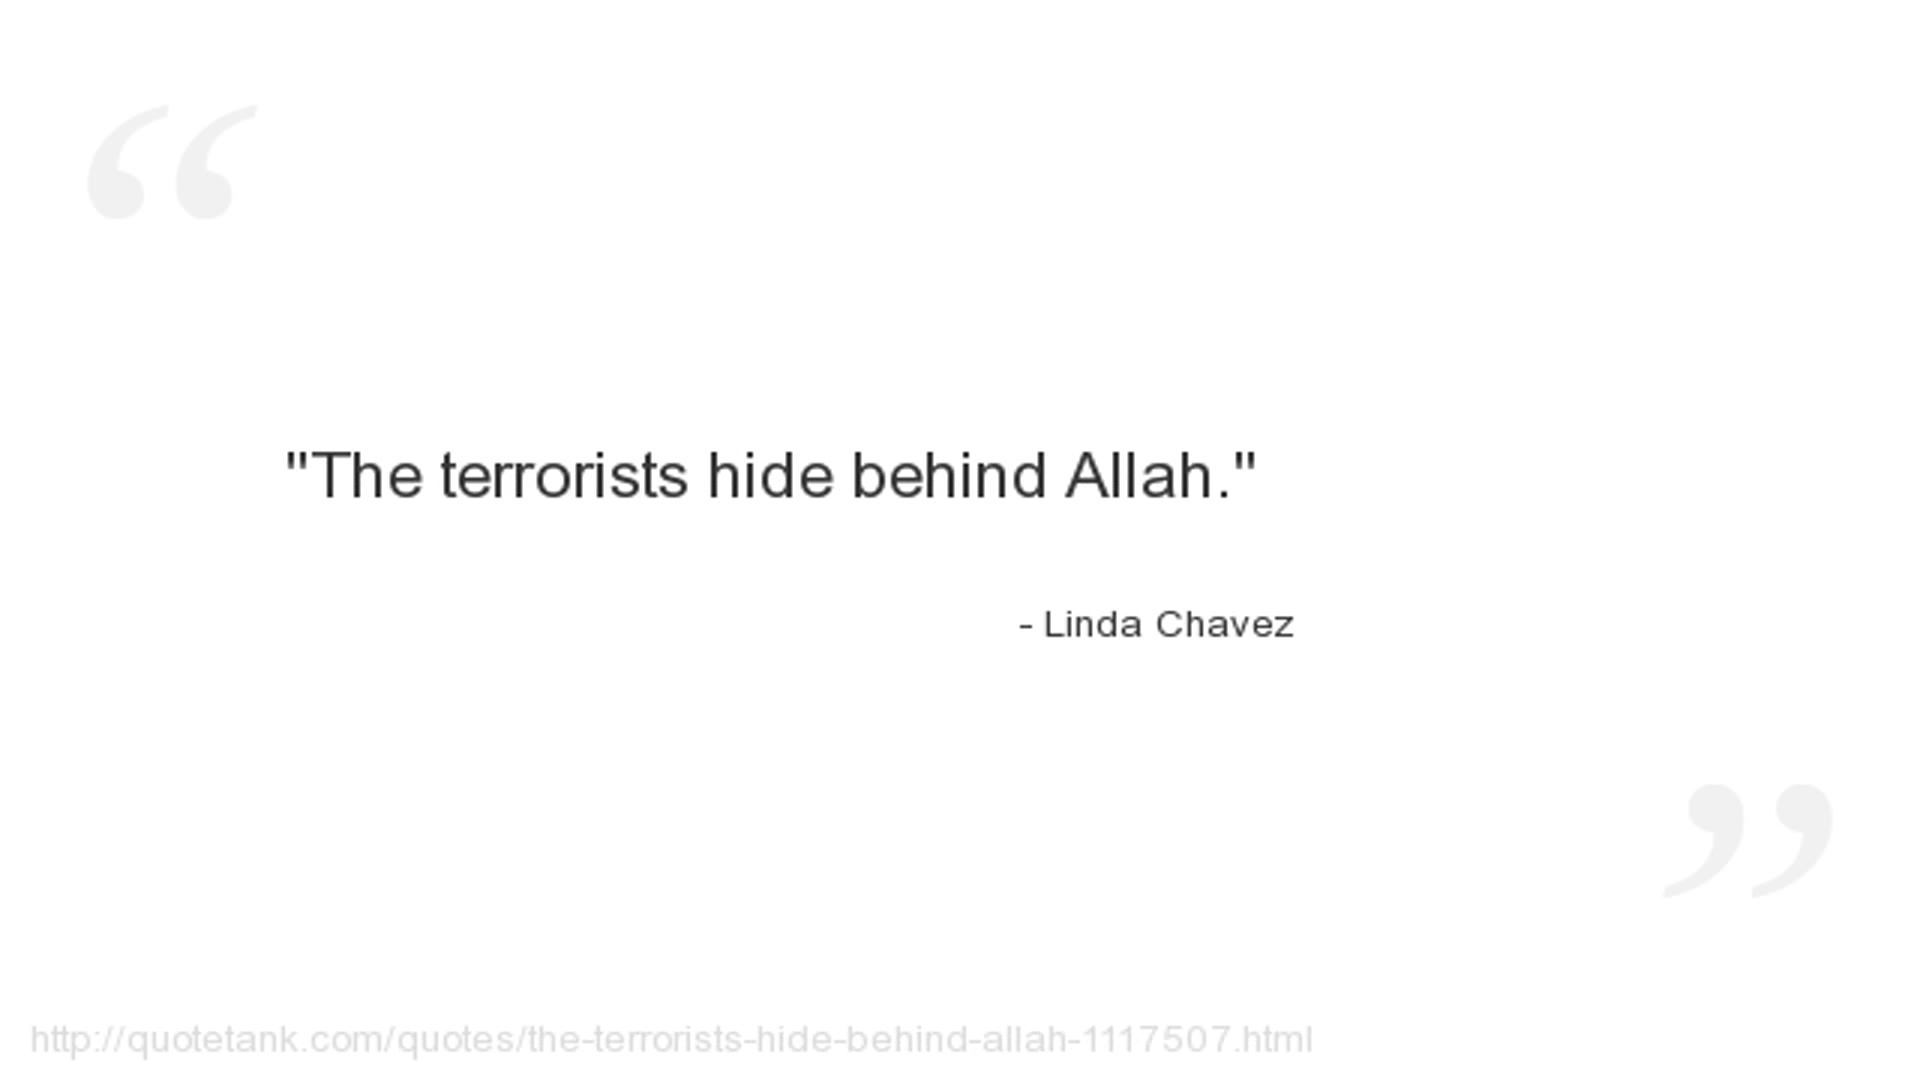 "The terrorists hide behind Allah."
- Linda Chavez
http://quotetank.com/quotes/the-terrorists-hide-behind-allah-1117507.html